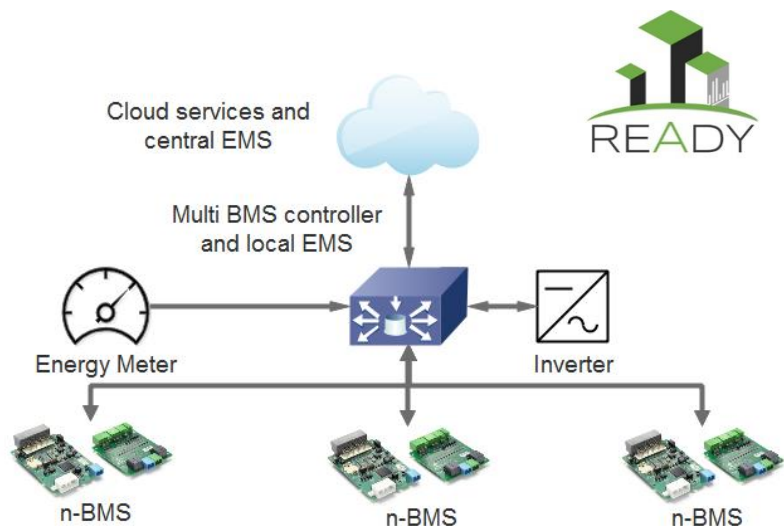 Cloud services and
central EMS
READY
Multi BMS controller
and local EMS
Energy Meter
Inverter
n-BMS
n-BMS
n-BMS